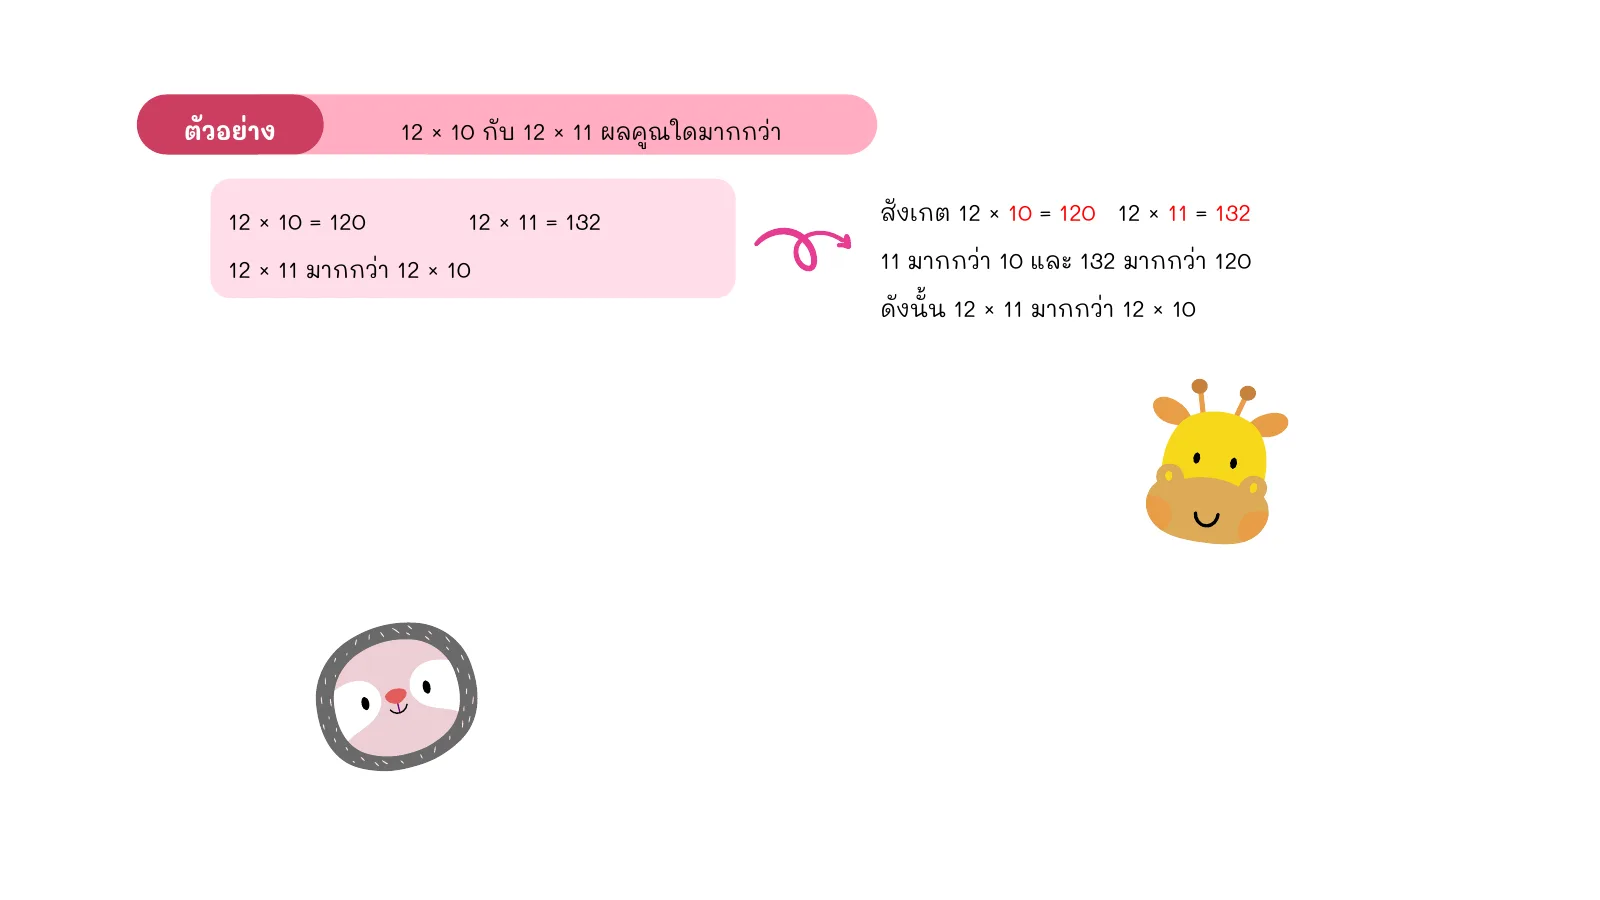 ตัวอย่าง 12 × 10 กับ 12 × 11 ผลคูณใดมากกว่า
12 × 10 = 120 12 × 11 = 132
12 × 11 มากกว่า 12 × 10
สังเกต 12 × 10 = 120 12 × 11 = 132
11 มากกว่า 10 และ 132 มากกว่า 120
ดังนั้น 12 × 11 มากกว่า 12 × 10